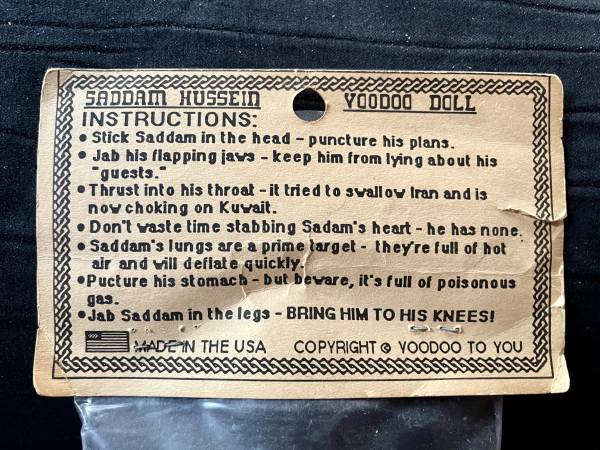 SADDAM HUSSEIN VOODOO DOLL
INSTRUCTIONS:
• Stick Saddam in the head - puncture his plans.
• Jab his flapping jaws - keep him from lying about his
"guests."
• Thrust into his throat - it tried to swallow Iran and is
now choking on Kuwait.
• Don't waste time stabbing Sadam's heart - he has none.
• Saddam's lungs are a prime target - they're full of hot
air and will deflate quickly.
• Pucture his stomach - but beware, it's full of poisonous
gas.
• Jab Saddam in the legs - BRING HIM TO HIS KNEES!
MADE IN THE USA COPYRIGHT © VOODOO TO YOU